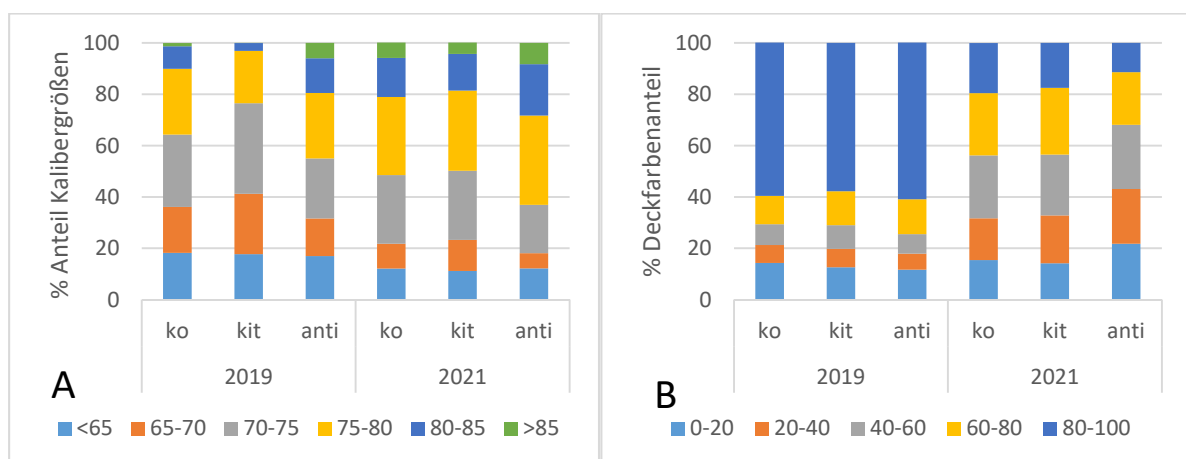 % Anteil Kalibergrößen
100
80
60
40
20
0
ko kit anti ko kit anti
2019 2021
A
<65 65-70 70-75 75-80 80-85 >85
% Deckfarbenanteil
100
80
60
40
20
0
ko kit anti ko kit anti
2019 2021
B
0-20 20-40 40-60 60-80 80-100